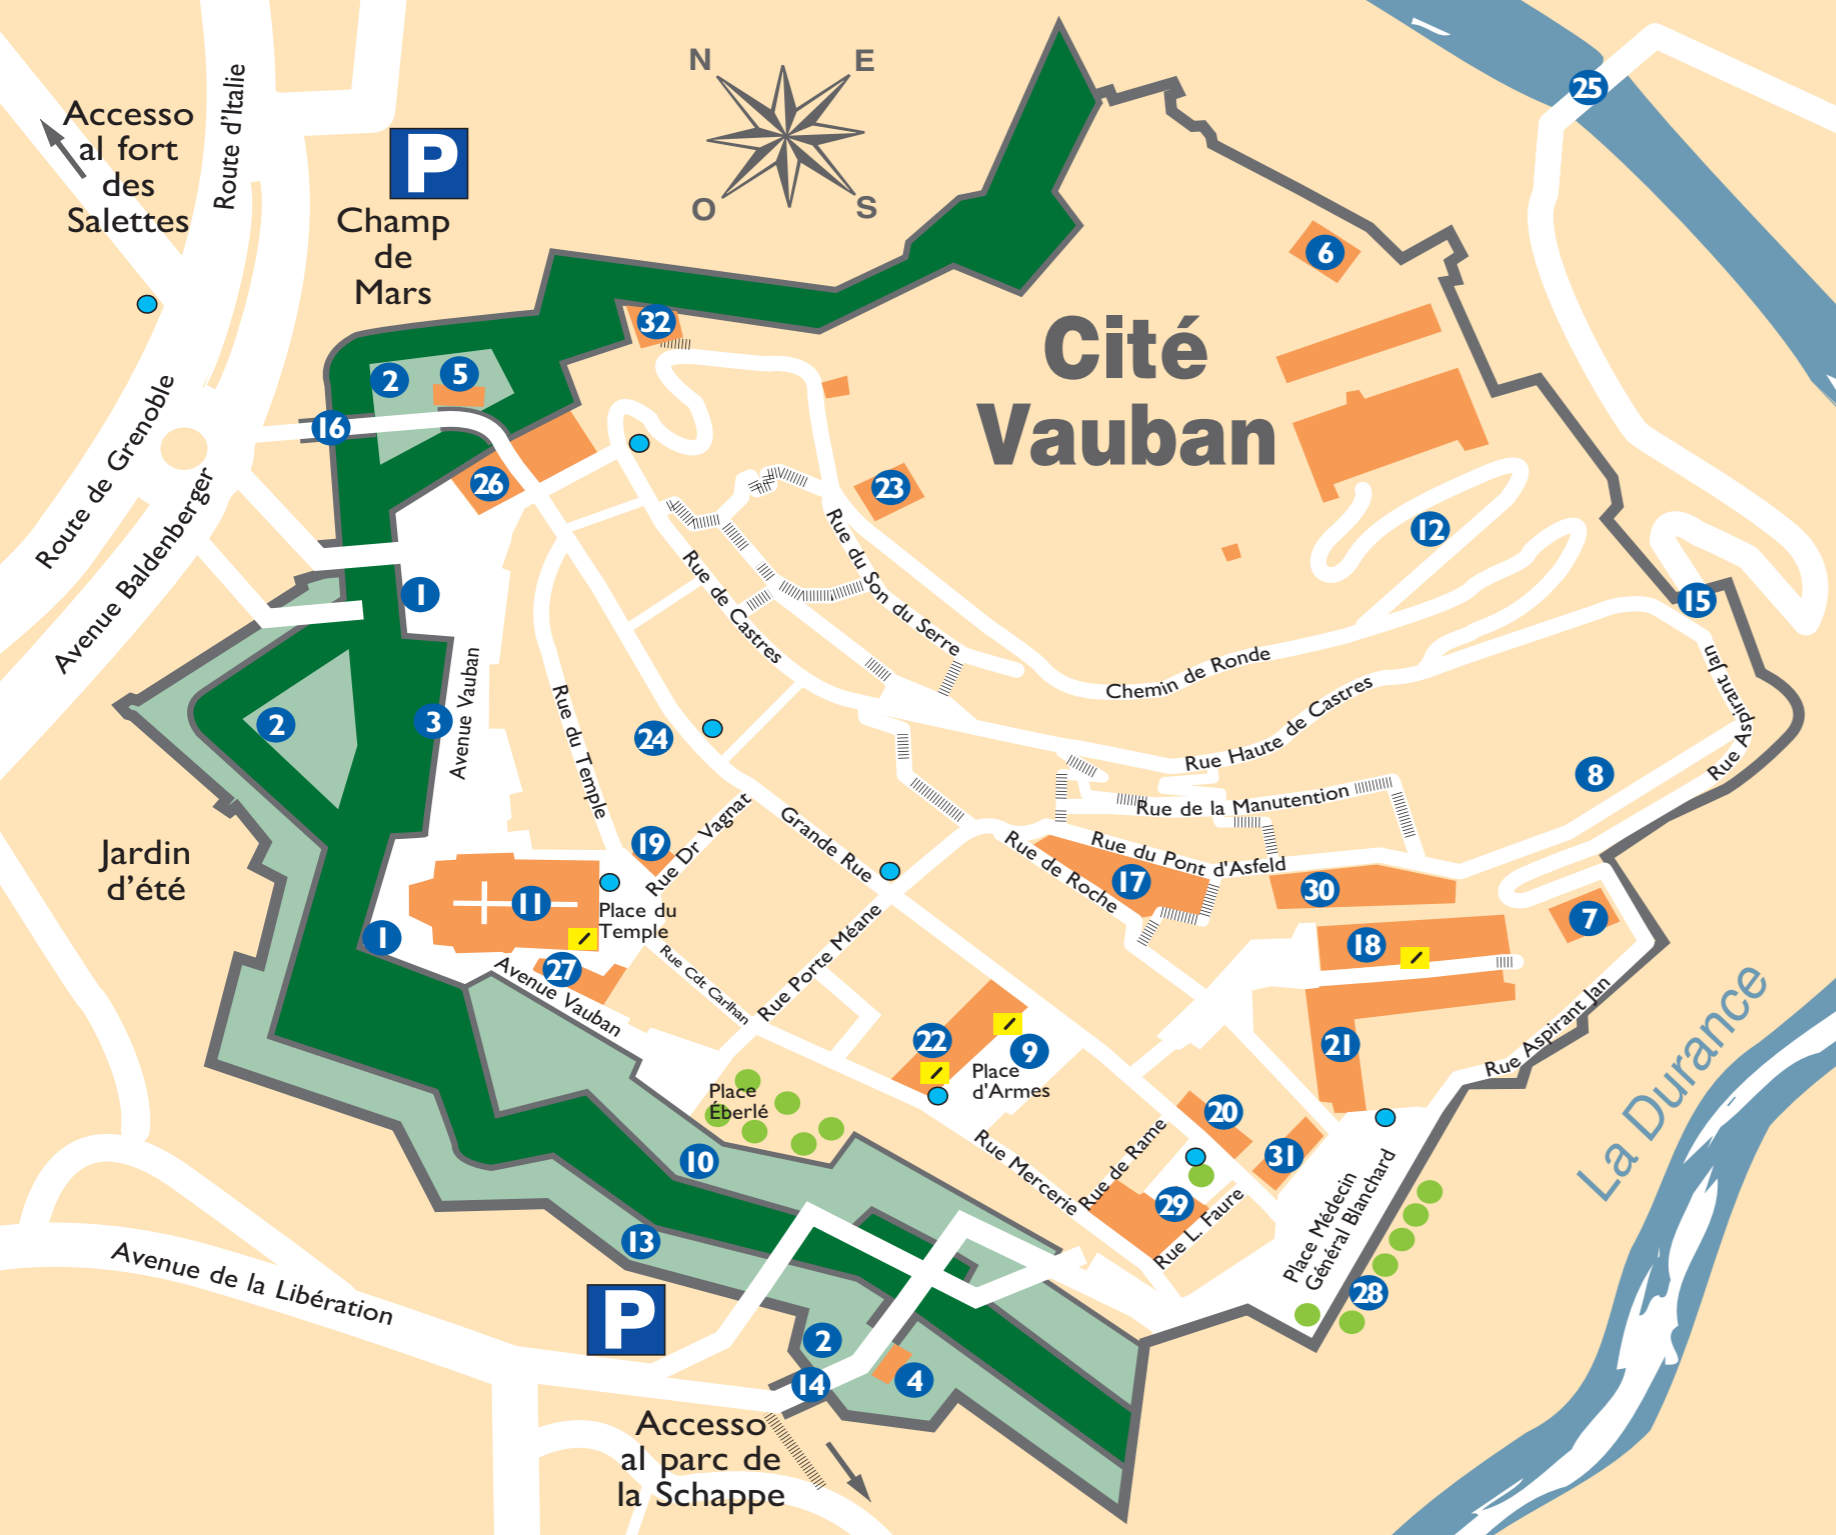 N
E
O
S
25
Accesso
al fort
des
Salettes
Route d'Italie
P
Champ
de
Mars
6
32
Cité
Vauban
2
5
16
Route de Grenoble
26
23
12
Avenue Baldenberger
1
Rue de Castres
Rue du Son du Serre
15
Chemin de Ronde
Rue Haute de Castres
Rue Aspirant Jan
2
3
Avenue Vauban
Rue du Temple
24
8
Rue de la Manutention
Jardin
d'été
19
Rue Dr Vagnat
Grande Rue
Rue de Roche
Rue du Pont d'Asfeld
17
30
11
Place du
Temple
1
27
Avenue Vauban
Rue Cdt Carlhan
Rue Porte Méane
18
7
22
9
Place
d'Armes
21
Rue Aspirant Jan
La Durance
Place
Éberlé
10
20
31
Rue Mercerie
Rue de Rame
29
Rue L. Faure
Place Médecin
Général Blanchard
28
13
Avenue de la Libération
P
2
14
4
Accesso
al parc de
la Schappe